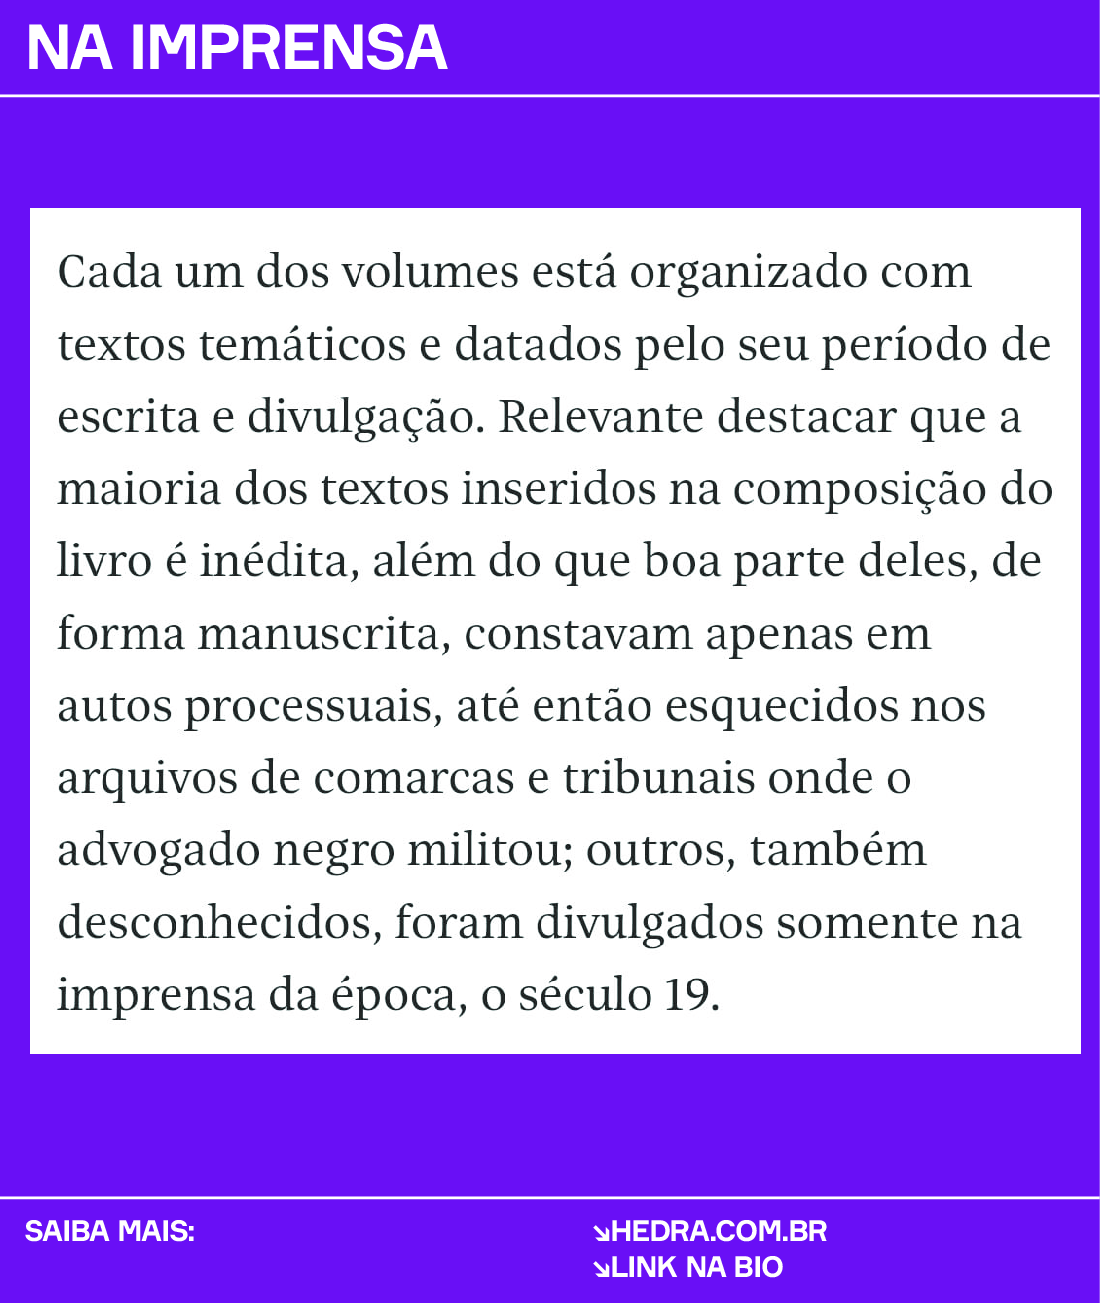 NA IMPRENSA
Cada um dos volumes está organizado com
textos temáticos e datados pelo seu período de
escrita e divulgação. Relevante destacar que a
maioria dos textos inseridos na composição do
livro é inédita, além do que boa parte deles, de
forma manuscrita, constavam apenas em
autos processuais, até então esquecidos nos
arquivos de comarcas e tribunais onde o
advogado negro militou; outros, também
desconhecidos, foram divulgados somente na
imprensa da época, o século 19.
SAIBA MAIS:
↘HEDRA.COM.BR
↘LINK NA BIO